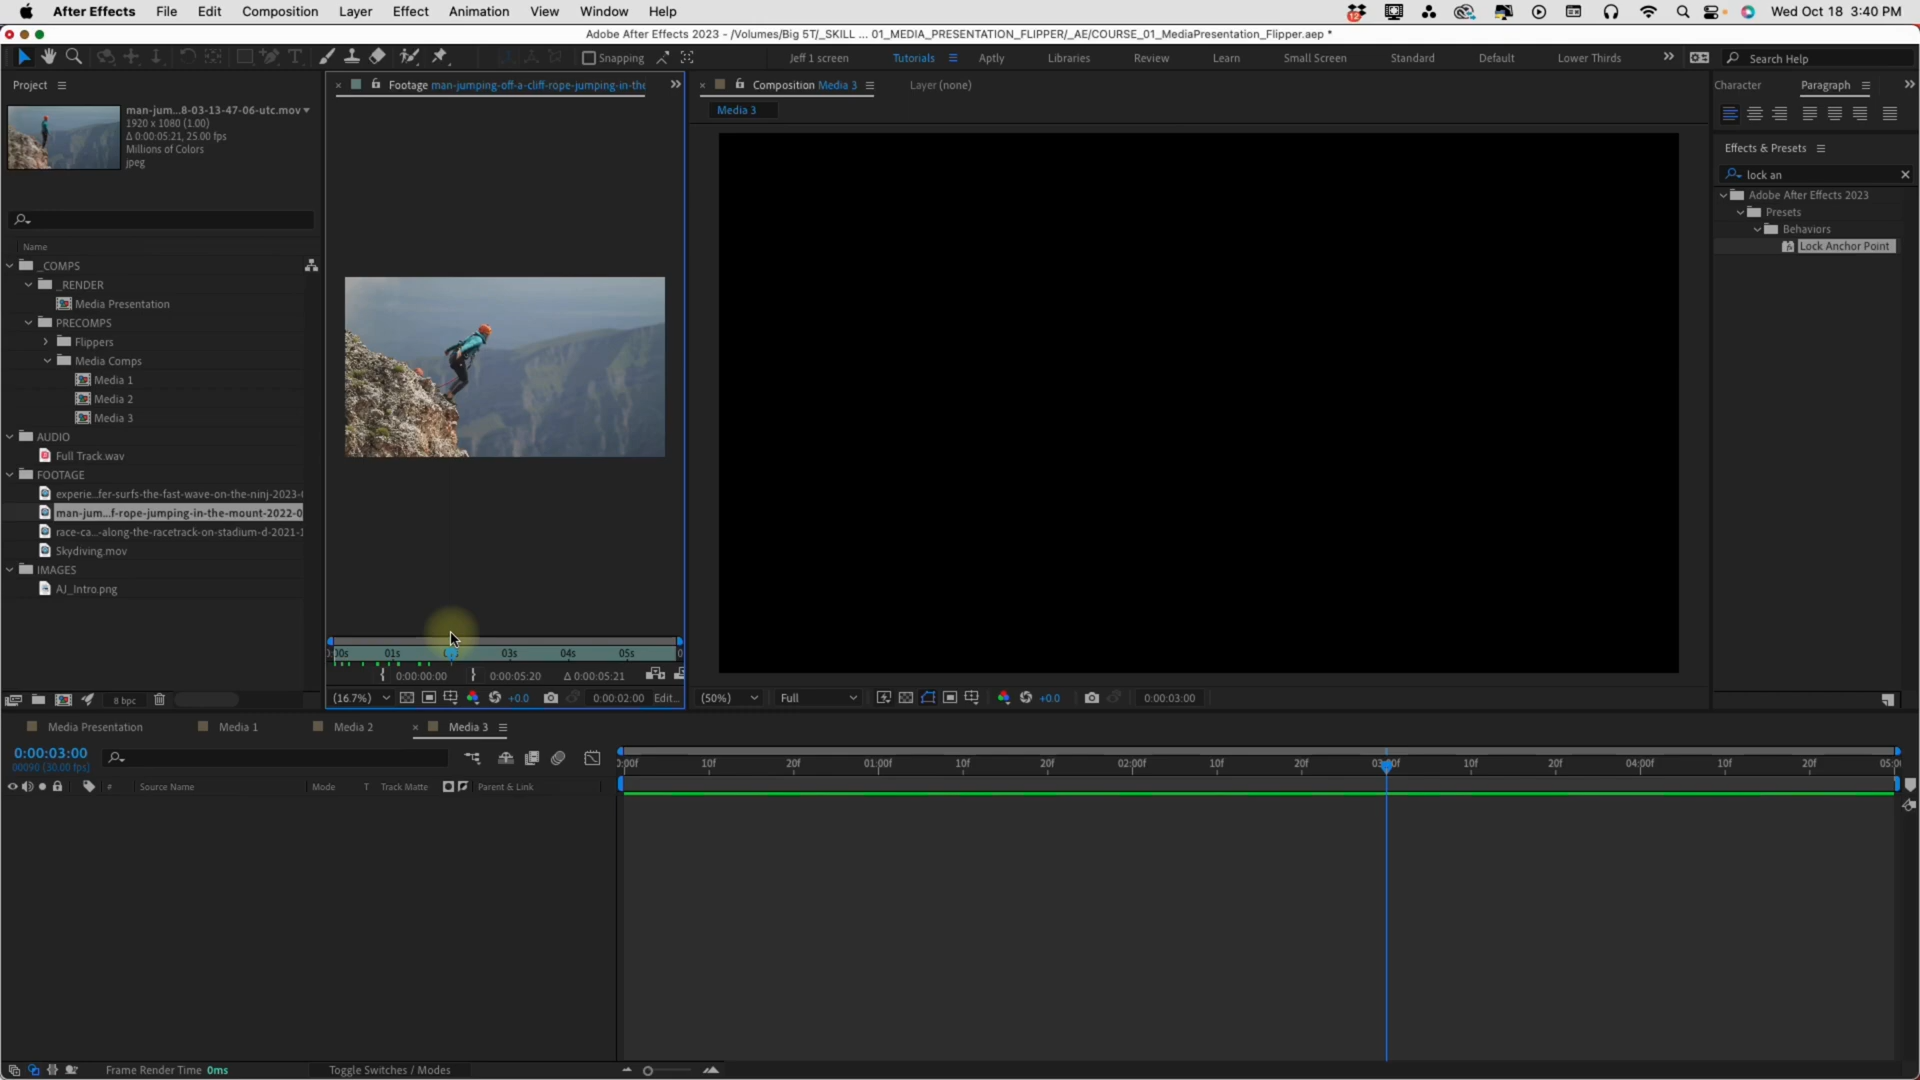 After Effects File Edit Composition Layer Effect Animation View Window Help Wed Oct 18 3:40 PM
Adobe After Effects 2023 - /Volumes/Big 5T/_SKILL ... 01_MEDIA_PRESENTATION_FLIPPER/_AE/COURSE_01_MediaPresentation_Flipper.aep *
Snapping Jeff 1 screen Tutorials Aptly Libraries Review Learn Small Screen Standard Default Lower Thirds Search Help
Project Footage man-jumping-off-a-cliff-rope-jumping-in-the Composition Media 3 Layer (none) Character Paragraph
man-jum...8-03-13-47-06-utc.mov
1920 x 1080 (1.00)
Δ 0:00:05:21, 25.00 fps
Millions of Colors
jpeg
Media 3
Effects & Presets
lock an
Adobe After Effects 2023
Presets
Behaviors
Lock Anchor Point
Name
_COMPS
_RENDER
Media Presentation
PRECOMPS
Flippers
Media Comps
Media 1
Media 2
Media 3
AUDIO
Full Track.wav
FOOTAGE
experie...fer-surfs-the-fast-wave-on-the-ninj-2023-
man-jum...f-rope-jumping-in-the-mount-2022-0
race-ca...-along-the-racetrack-on-stadium-d-2021-1
Skydiving.mov
IMAGES
AJ_Intro.png
01s 03s 04s 05s
0:00:00:00 0:00:05:20 Δ 0:00:05:21
8 bpc (16.7%) +0.0 0:00:02:00 Edit... (50%) Full +0.0 0:00:03:00
Media Presentation Media 1 Media 2 Media 3
0:00:03:00
00090 (30.00 fps)
:00f 10f 20f 01:00f 10f 20f 02:00f 10f 20f 10f 20f 04:00f 10f 20f 05:0
# Source Name Mode T Track Matte Parent & Link
Frame Render Time 0ms Toggle Switches / Modes